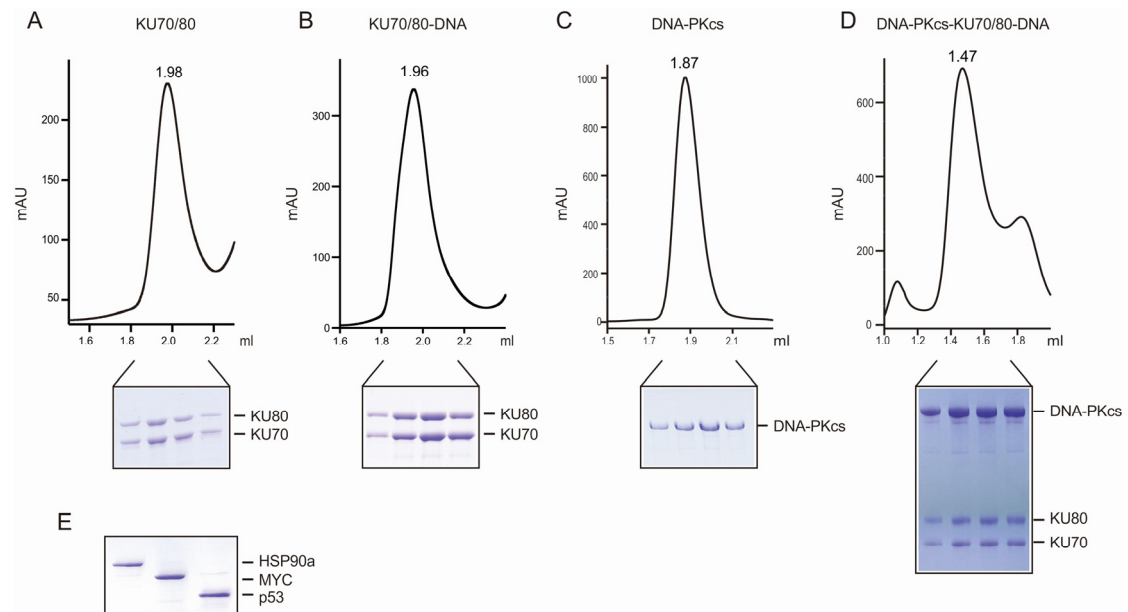 A KU70/80
1.98
200
150
100
50
mAU
1.6 1.8 2.0 2.2 ml
KU80
KU70
B KU70/80-DNA
1.96
300
200
100
0
mAU
1.6 1.8 2.0 2.2 ml
KU80
KU70
C DNA-PKcs
1.87
1000
800
600
400
200
0
mAU
1.5 1.7 1.9 2.1 ml
DNA-PKcs
D DNA-PKcs-KU70/80-DNA
1.47
600
400
200
0
mAU
1.0 1.2 1.4 1.6 1.8 ml
DNA-PKcs
KU80
KU70
E
HSP90a
MYC
p53